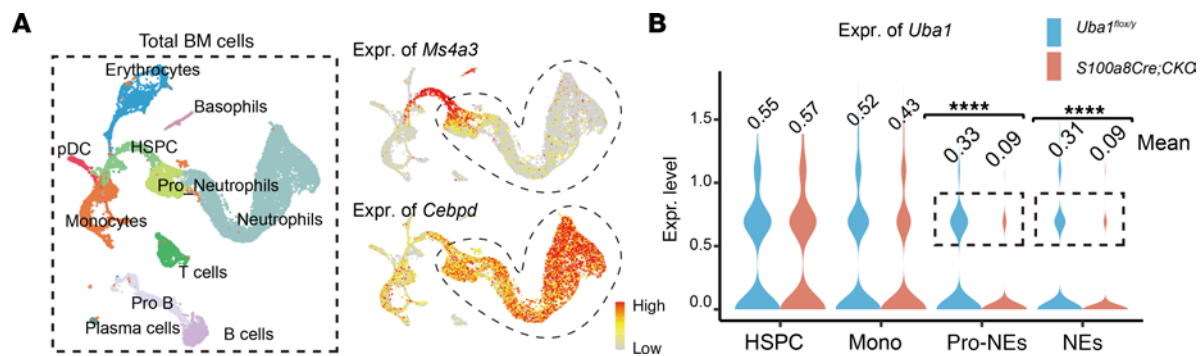 A
Total BM cells
Erythrocytes
Basophils
pDC
HSPC
Pro_Neutrophils
Monocytes
Neutrophils
T cells
Pro B
Plasma cells
B cells
Expr. of Ms4a3
Expr. of Cebpd
High
Low
B
Expr. of Uba1
Uba1flox/y
S100a8Cre;CKO
Expr. level
1.5
1.0
0.5
0.0
0.55
0.57
0.52
0.43
****
0.33
0.09
****
0.31
0.09
Mean
HSPC
Mono
Pro-NEs
NEs